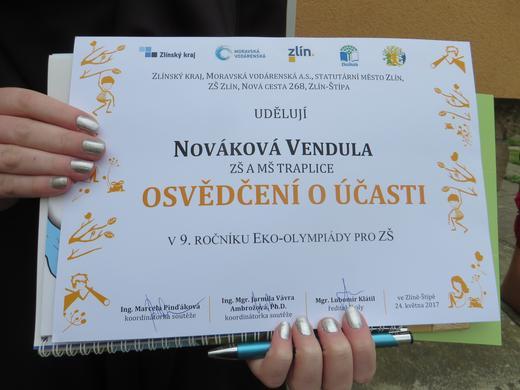 Zlínský kraj
MORAVSKÁ VODÁRENSKÁ
zlín
ZLÍNSKÝ KRAJ, MORAVSKÁ VODÁRENSKÁ A.S., STATUTÁRNÍ MĚSTO ZLÍN,
ZŠ ZLÍN, NOVÁ CESTA 268, ZLÍN-ŠTÍPA
UDĚLUJÍ
NOVÁKOVÁ VENDULA
ZŠ A MŠ TRAPLICE
OSVĚDČENÍ O ÚČASTI
V 9. ROČNÍKU EKO-OLYMPIÁDY PRO ZŠ
Ing. Marcela Pinďáková
koordinátorka soutěže
Ing. Mgr. Jarmila Vávra
Ambrožová, Ph.D.
koordinátorka soutěže
Mgr. Lubomír Klátil
ředitel školy
ve Zlíně-Štípě
24. května 2017